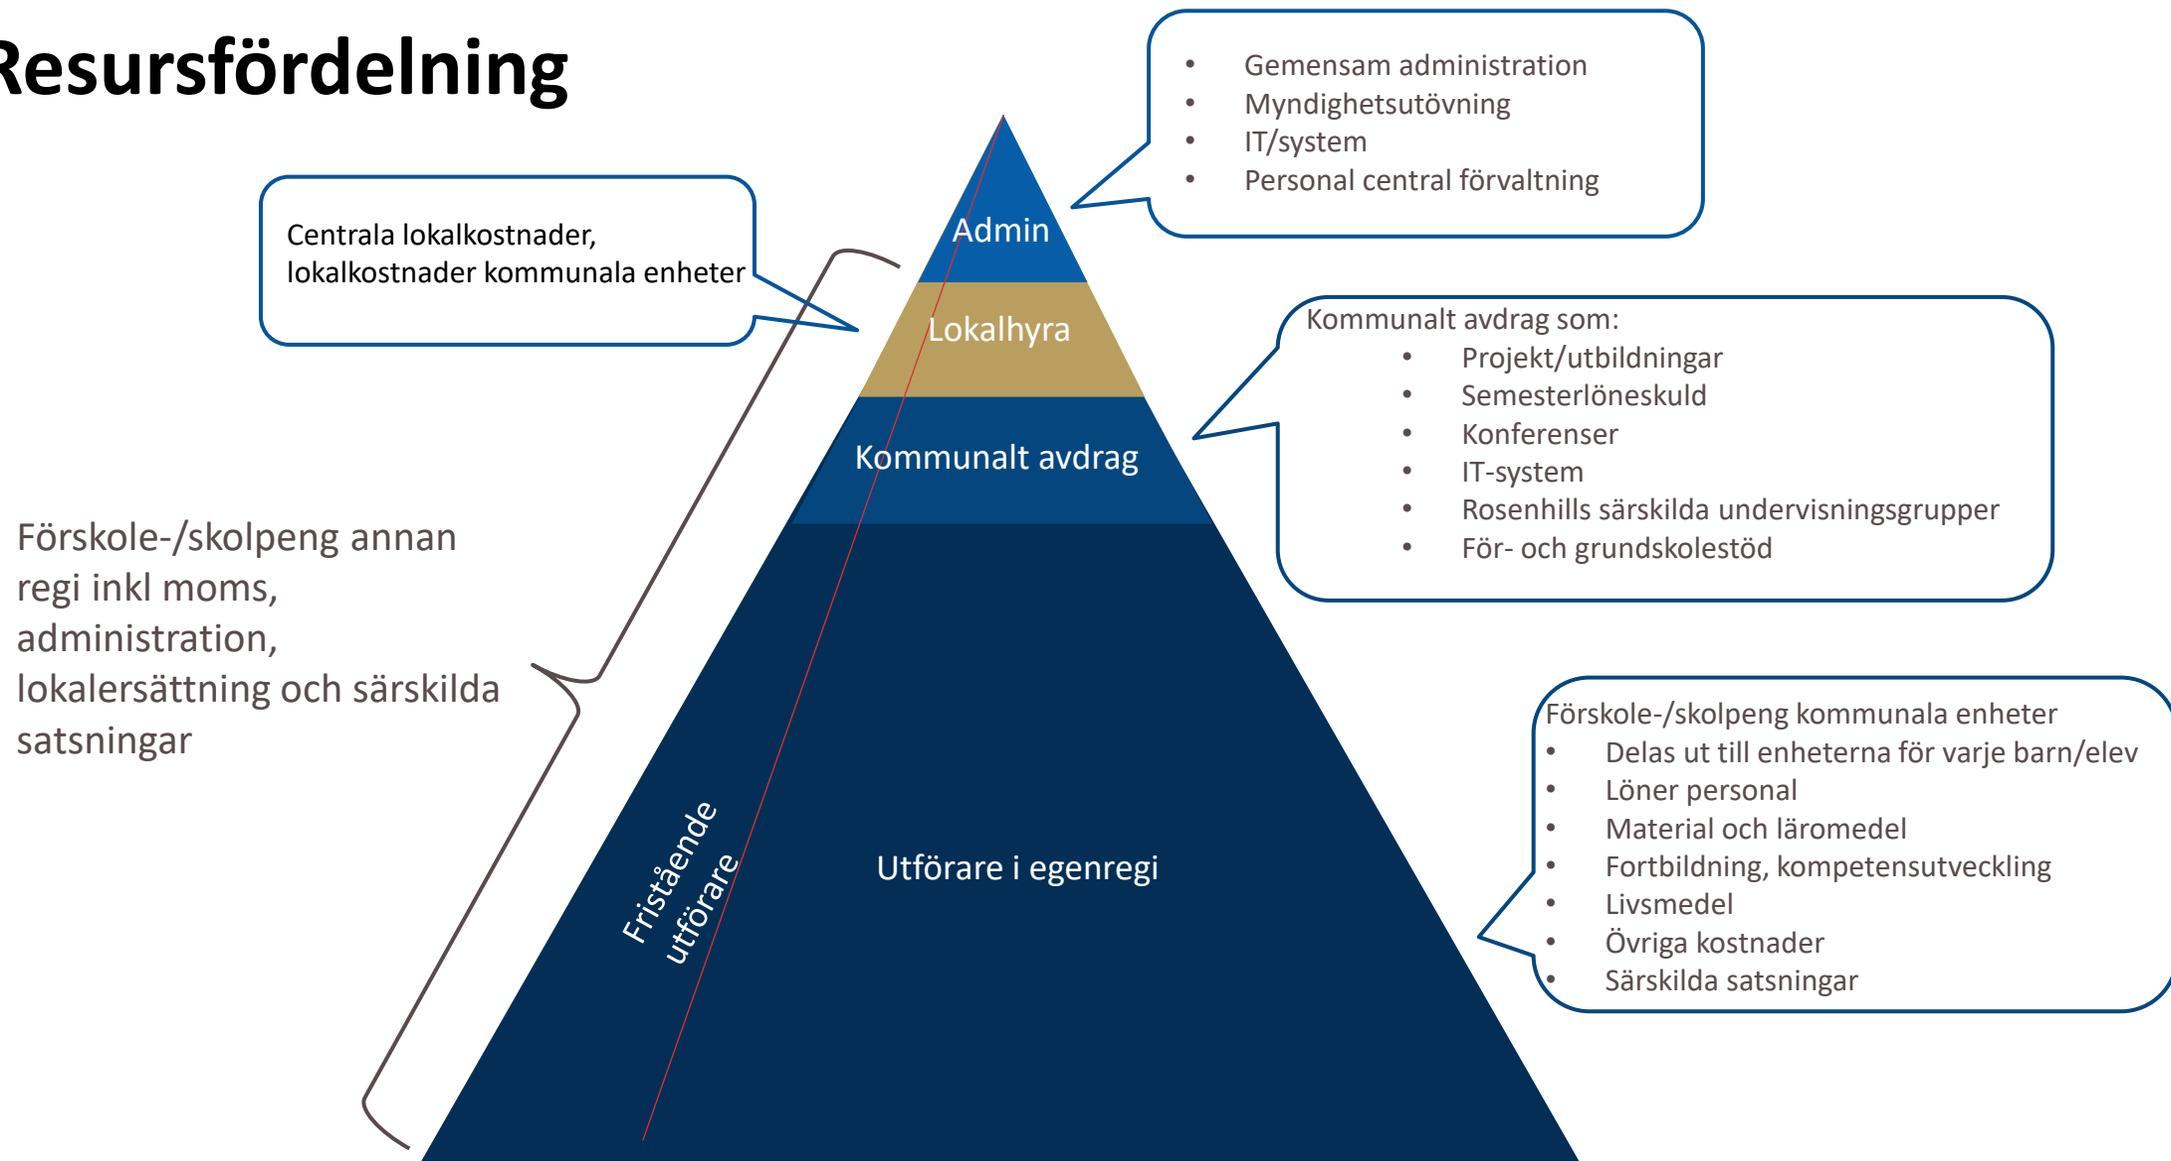 Resursfördelning
• Gemensam administration
• Myndighetsutövning
• IT/system
• Personal central förvaltning
Centrala lokalkostnader,
lokalkostnader kommunala enheter
Admin
Lokalhyra
Kommunalt avdrag
Kommunalt avdrag som:
• Projekt/utbildningar
• Semesterlöneskuld
• Konferenser
• IT-system
• Rosenhills särskilda undervisningsgrupper
• För- och grundskolestöd
Förskole-/skolpeng annan
regi inkl moms,
administration,
lokalersättning och särskilda
satsningar
Fristående
utförare
Utförare i egenregi
Förskole-/skolpeng kommunala enheter
• Delas ut till enheterna för varje barn/elev
• Löner personal
• Material och läromedel
• Fortbildning, kompetensutveckling
• Livsmedel
• Övriga kostnader
• Särskilda satsningar